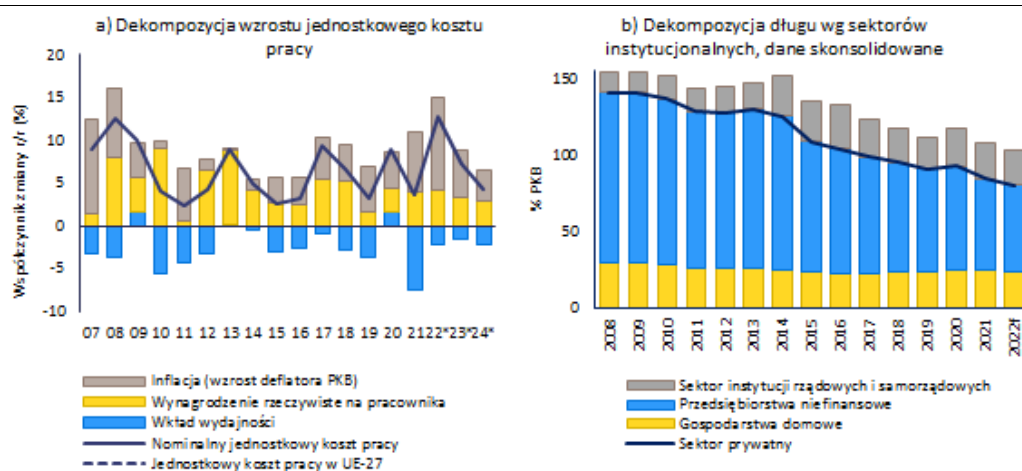 a) Dekompozycja wzrostu jednostkowego kosztu
pracy
Współczynnik zmiany r/r (%)
20
15
10
5
0
-5
-10
07 08 09 10 11 12 13 14 15 16 17 18 19 20 21 22* 23* 24*
Inflacja (wzrost deflatora PKB)
Wynagrodzenie rzeczywiste na pracownika
Wkład wydajności
Nominalny jednostkowy koszt pracy
Jednostkowy koszt pracy w UE-27
b) Dekompozycja długu wg sektorów
instytucjonalnych, dane skonsolidowane
% PKB
150
100
50
0
2008 2009 2010 2011 2012 2013 2014 2015 2016 2017 2018 2019 2020 2021 2022f
Sektor instytucji rządowych i samorządowych
Przedsiębiorstwa niefinansowe
Gospodarstwa domowe
Sektor prywatny